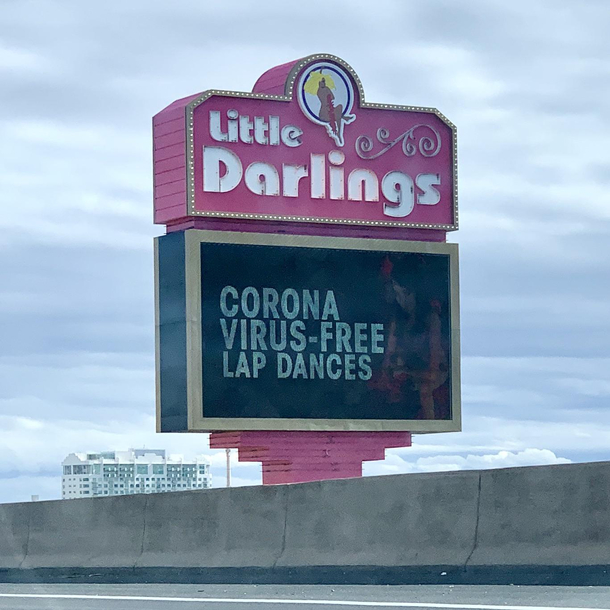 Little
Darlings
CORONA
VIRUS-FREE
LAP DANCES